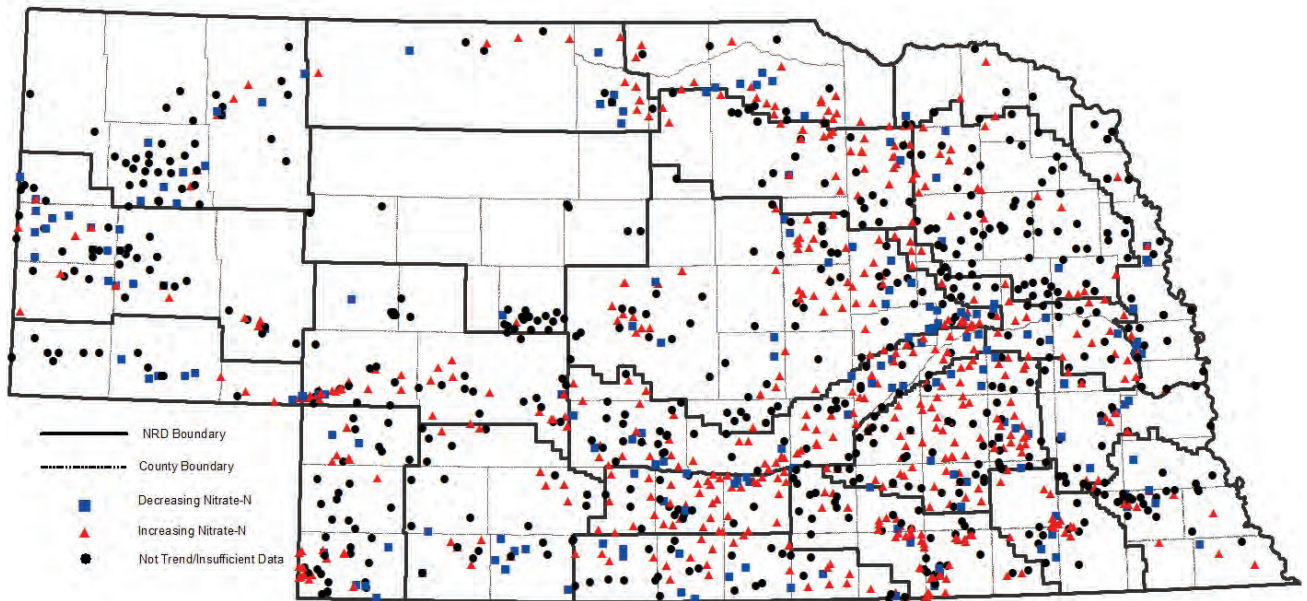 NRD Boundary
County Boundary
Decreasing Nitrate-N
Increasing Nitrate-N
Not Trend/Insufficient Data